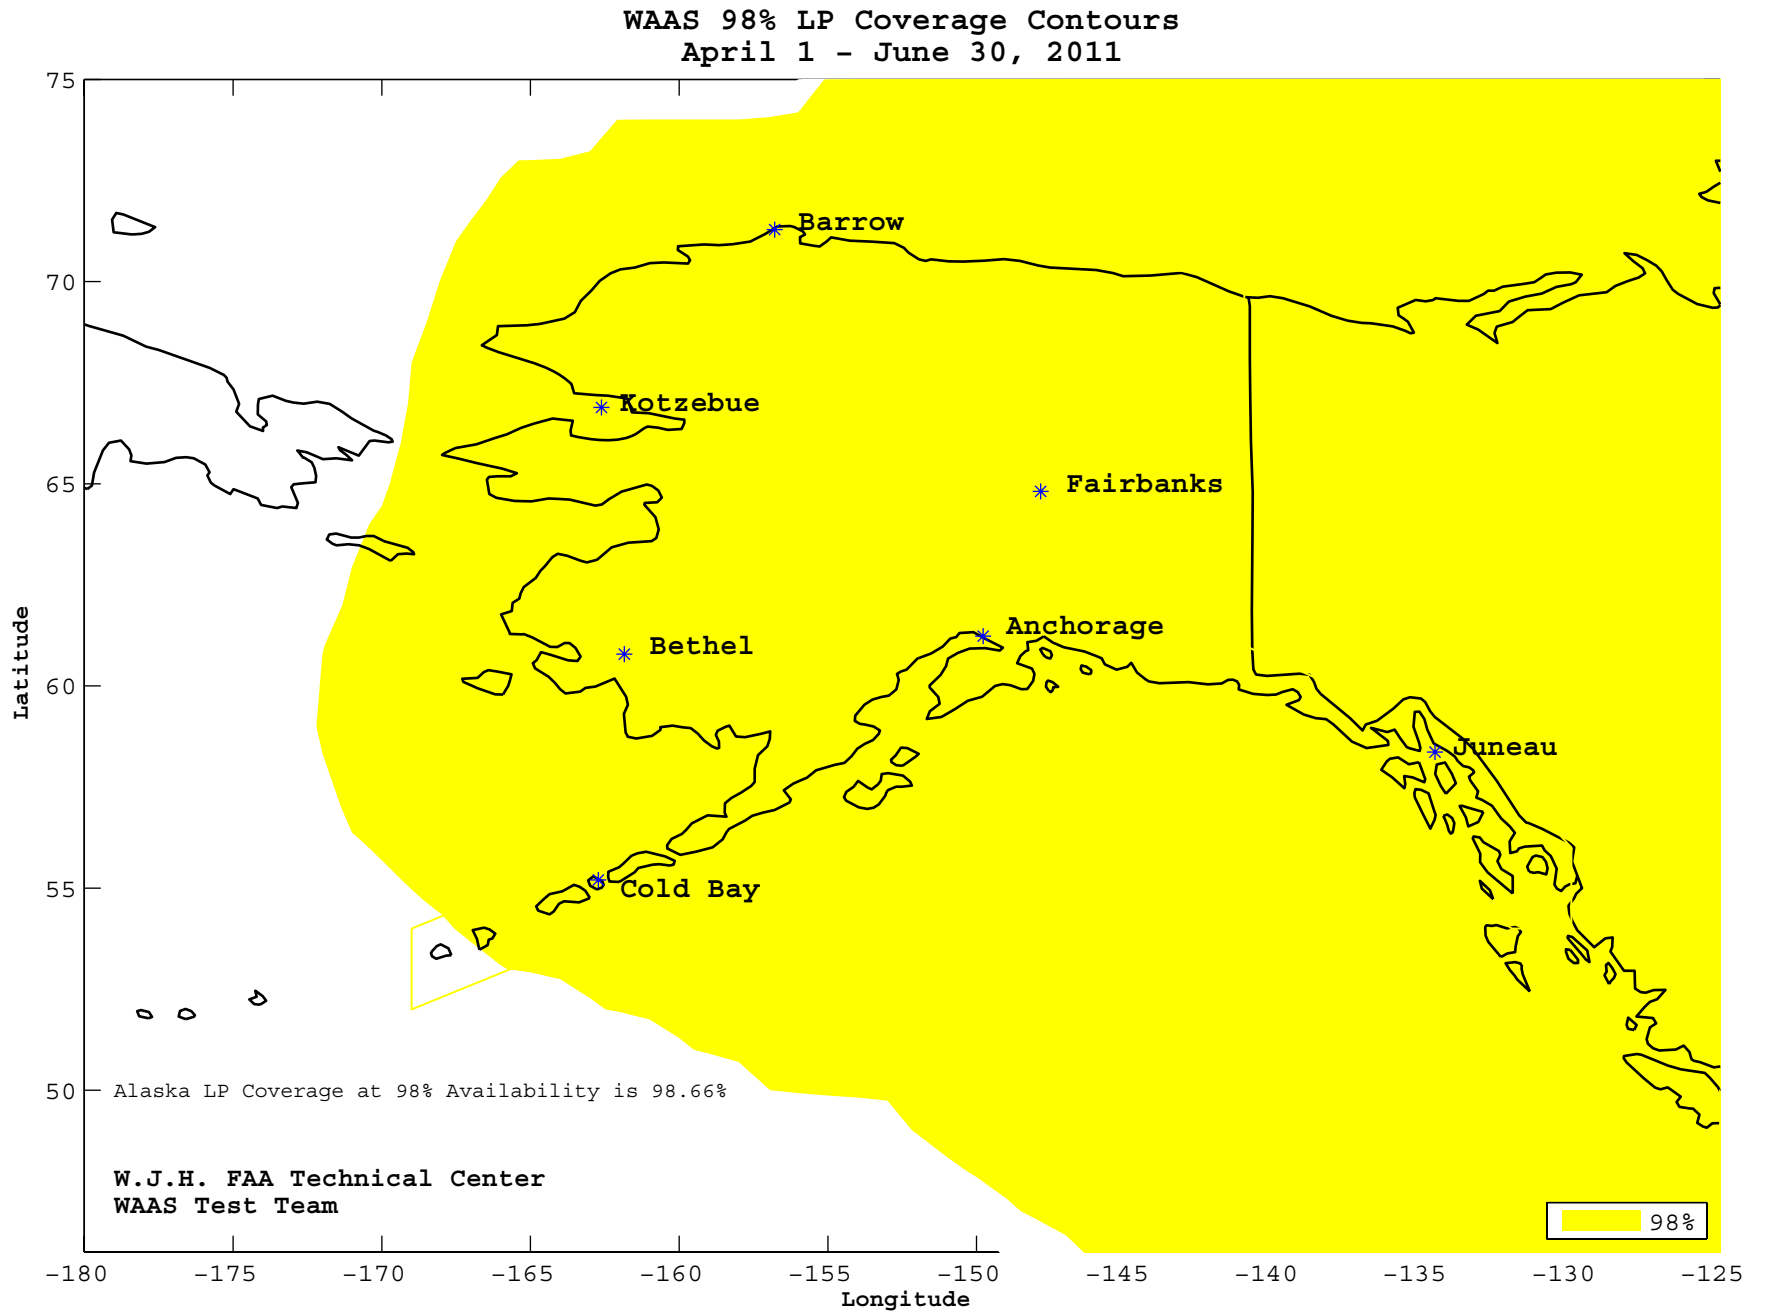 WAAS 98% LP Coverage Contours
April 1 - June 30, 2011
75
70
65
60
55
50
Latitude
Barrow
Kotzebue
Fairbanks
Anchorage
Bethel
Juneau
Cold Bay
Alaska LP Coverage at 98% Availability is 98.66%
W.J.H. FAA Technical Center
WAAS Test Team
98%
-180 -175 -170 -165 -160 -155 -150 -145 -140 -135 -130 -125
Longitude